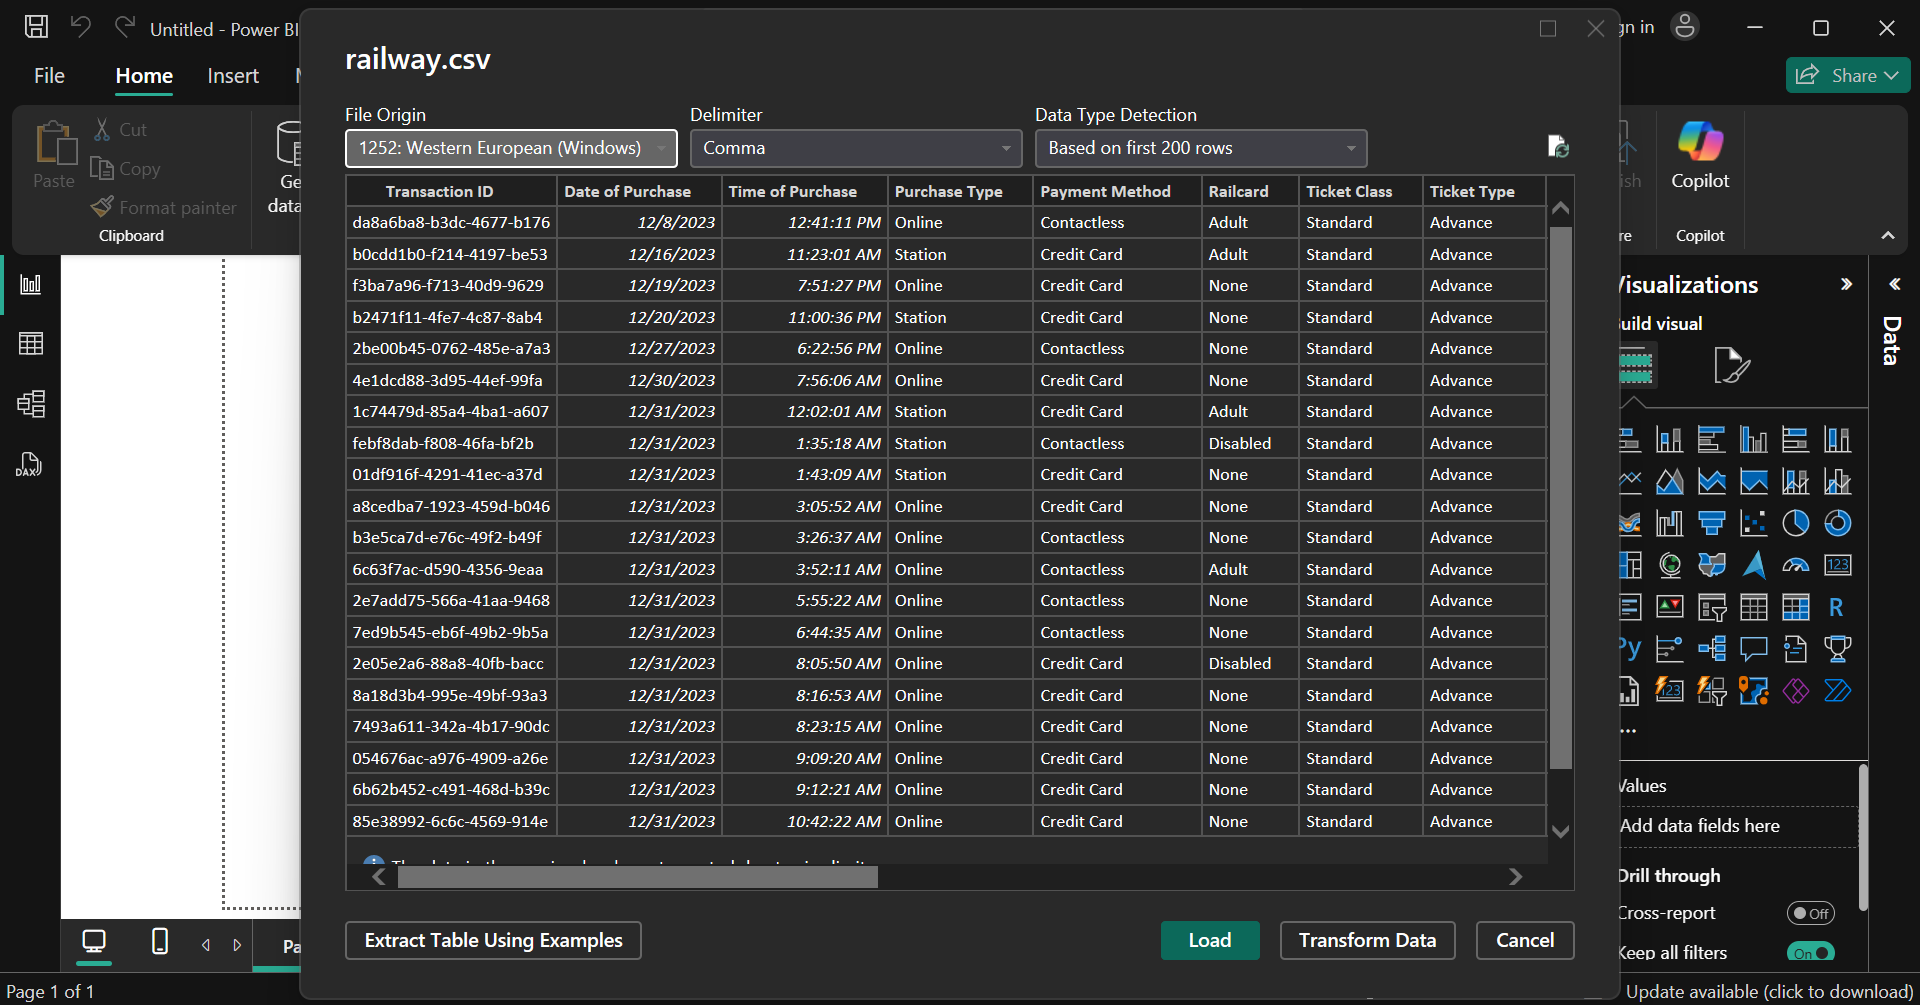 Untitled - Power BI
gn in
File
Home
Insert
Share
Paste
Cut
Copy
Format painter
Clipboard
Ge
data
Copilot
Copilot
railway.csv
File Origin
Delimiter
Data Type Detection
1252: Western European (Windows)
Comma
Based on first 200 rows
Transaction ID Date of Purchase Time of Purchase Purchase Type Payment Method Railcard Ticket Class Ticket Type
da8a6ba8-b3dc-4677-b176 12/8/2023 12:41:11 PM Online Contactless Adult Standard Advance
b0cdd1b0-f214-4197-be53 12/16/2023 11:23:01 AM Station Credit Card Adult Standard Advance
f3ba7a96-f713-40d9-9629 12/19/2023 7:51:27 PM Online Credit Card None Standard Advance
b2471f11-4fe7-4c87-8ab4 12/20/2023 11:00:36 PM Station Credit Card None Standard Advance
2be00b45-0762-485e-a7a3 12/27/2023 6:22:56 PM Online Contactless None Standard Advance
4e1dcd88-3d95-44ef-99fa 12/30/2023 7:56:06 AM Online Credit Card None Standard Advance
1c74479d-85a4-4ba1-a607 12/31/2023 12:02:01 AM Station Credit Card Adult Standard Advance
febf8dab-f808-46fa-bf2b 12/31/2023 1:35:18 AM Station Contactless Disabled Standard Advance
01df916f-4291-41ec-a37d 12/31/2023 1:43:09 AM Station Credit Card None Standard Advance
a8cedba7-1923-459d-b046 12/31/2023 3:05:52 AM Online Contactless None Standard Advance
b3e5ca7d-e76c-49f2-b49f 12/31/2023 3:26:37 AM Online Contactless None Standard Advance
6c63f7ac-d590-4356-9eaa 12/31/2023 3:52:11 AM Online Contactless Adult Standard Advance
2e7add75-566a-41aa-9468 12/31/2023 5:55:22 AM Online Contactless None Standard Advance
7ed9b545-eb6f-49b2-9b5a 12/31/2023 6:44:35 AM Online Contactless None Standard Advance
2e05e2a6-88a8-40fb-bacc 12/31/2023 8:05:50 AM Online Credit Card Disabled Standard Advance
8a18d3b4-995e-49bf-93a3 12/31/2023 8:16:53 AM Online Credit Card None Standard Advance
7493a611-342a-4b17-90dc 12/31/2023 8:23:15 AM Online Credit Card None Standard Advance
054676ac-a976-4909-a26e 12/31/2023 9:09:20 AM Online Credit Card None Standard Advance
6b62b452-c491-468d-b39c 12/31/2023 9:12:21 AM Online Credit Card None Standard Advance
85e38992-6c6c-4569-914e 12/31/2023 10:42:22 AM Online Credit Card None Standard Advance
Extract Table Using Examples
Load
Transform Data
Cancel
DAX
Visualizations
uild visual
Data
123
R
Py
123
Values
Add data fields here
Drill through
Cross-report
Off
Keep all filters
On
Pa
Page 1 of 1
Update available (click to download)